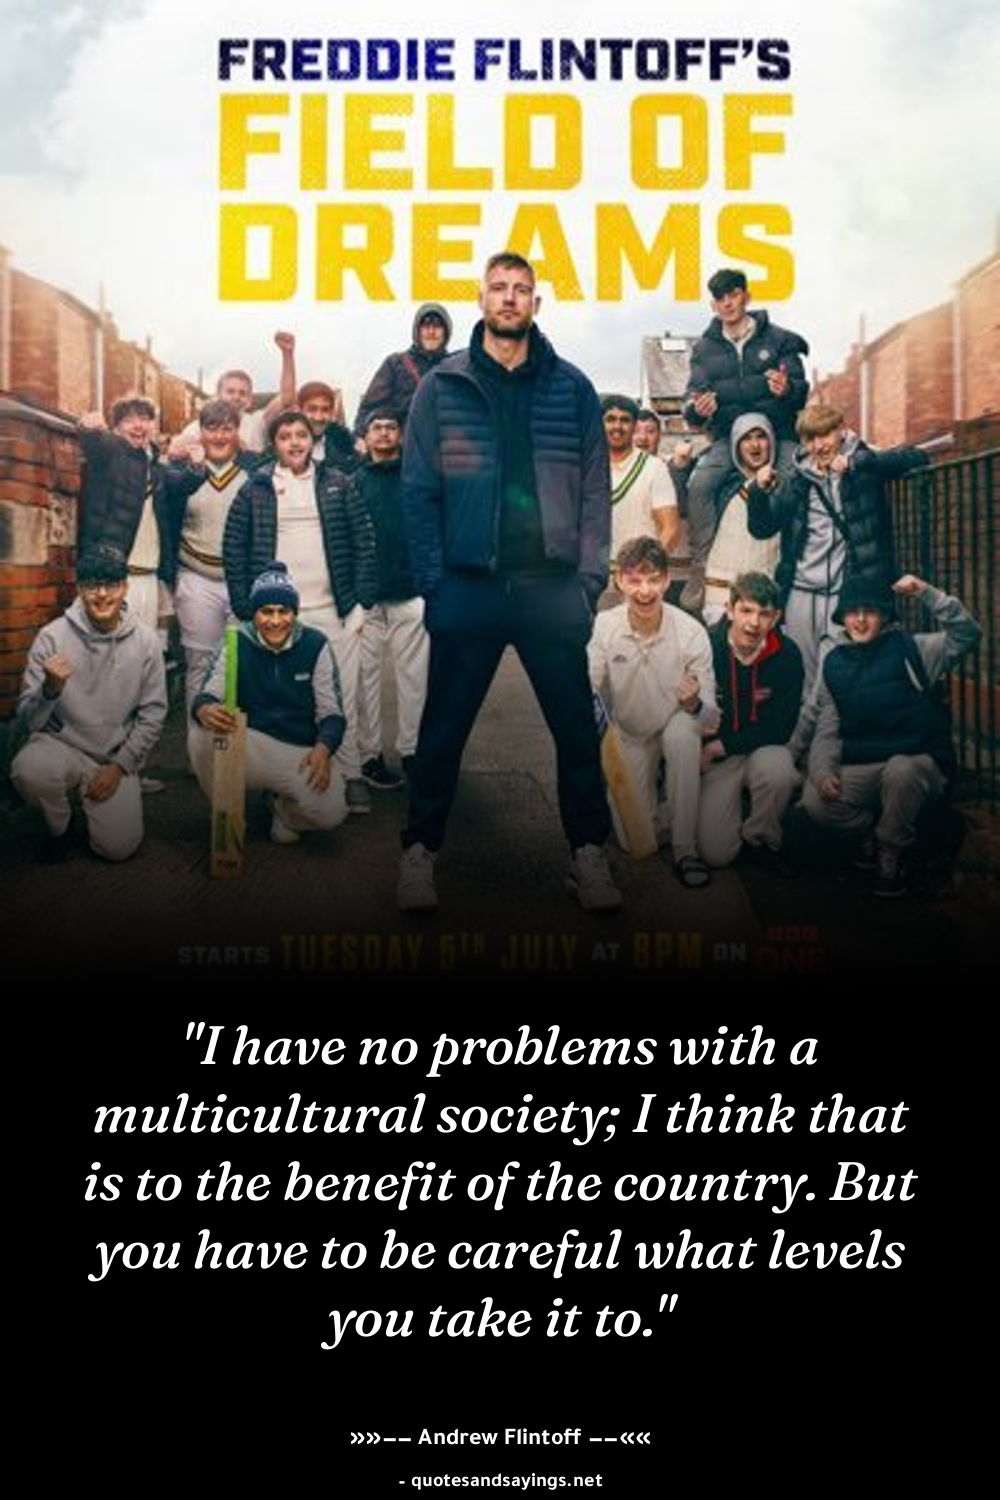 FREDDIE FLINTOFF'S
FIELD OF
DREAMS
STARTS TUESDAY 5TH JULY AT 8PM ON BBC ONE
"I have no problems with a
multicultural society; I think that
is to the benefit of the country. But
you have to be careful what levels
you take it to."
»»−− Andrew Flintoff −−««
- quotesandsayings.net